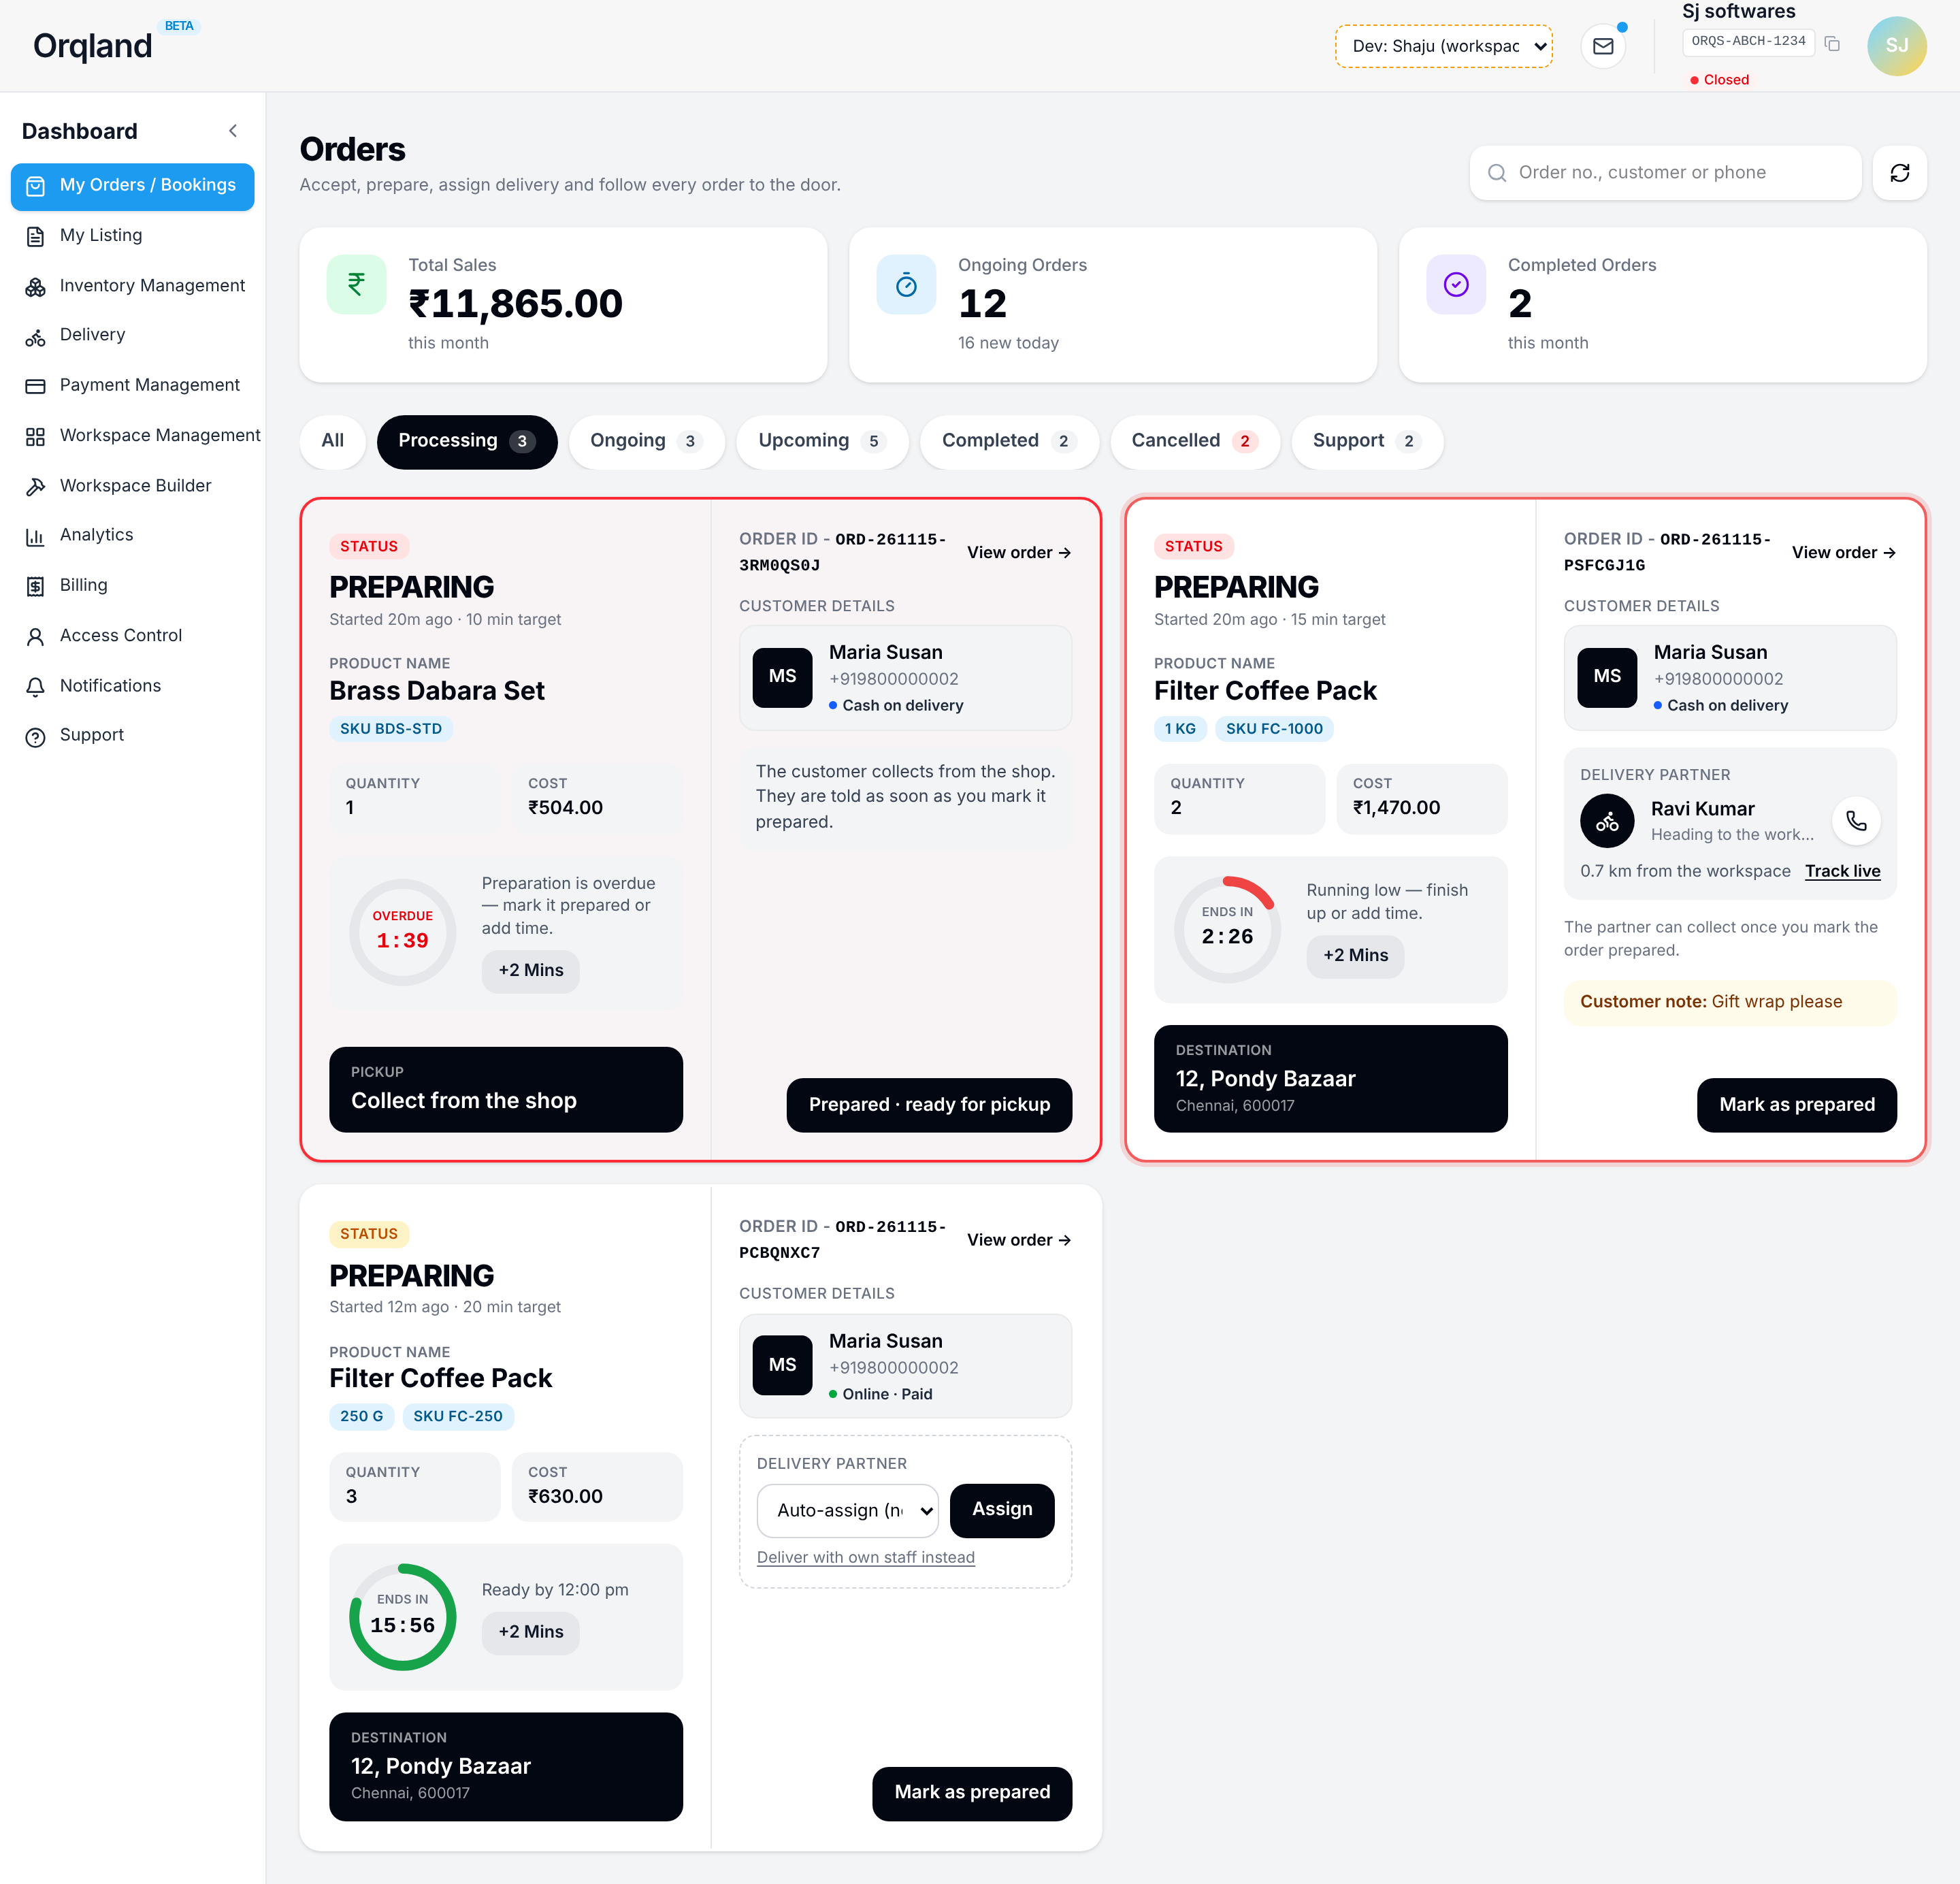 Orqland BETA
Dev: Shaju (workspac
Sj softwares
ORQS-ABCH-1234
Closed
SJ
Dashboard
My Orders / Bookings
My Listing
Inventory Management
Delivery
Payment Management
Workspace Management
Workspace Builder
Analytics
Billing
Access Control
Notifications
Support
Orders
Accept, prepare, assign delivery and follow every order to the door.
Order no., customer or phone
Total Sales
₹11,865.00
this month
Ongoing Orders
12
16 new today
Completed Orders
2
this month
All
Processing 3
Ongoing 3
Upcoming 5
Completed 2
Cancelled 2
Support 2
STATUS
PREPARING
Started 20m ago · 10 min target
PRODUCT NAME
Brass Dabara Set
SKU BDS-STD
QUANTITY
1
COST
₹504.00
OVERDUE
1:39
Preparation is overdue
— mark it prepared or
add time.
+2 Mins
PICKUP
Collect from the shop
ORDER ID - ORD-261115-
3RM0QS0J
View order →
CUSTOMER DETAILS
MS
Maria Susan
+919800000002
Cash on delivery
The customer collects from the shop.
They are told as soon as you mark it
prepared.
Prepared · ready for pickup
STATUS
PREPARING
Started 20m ago · 15 min target
PRODUCT NAME
Filter Coffee Pack
1 KG
SKU FC-1000
QUANTITY
2
COST
₹1,470.00
ENDS IN
2:26
Running low — finish
up or add time.
+2 Mins
DESTINATION
12, Pondy Bazaar
Chennai, 600017
ORDER ID - ORD-261115-
PSFCGJ1G
View order →
CUSTOMER DETAILS
MS
Maria Susan
+919800000002
Cash on delivery
DELIVERY PARTNER
Ravi Kumar
Heading to the work...
0.7 km from the workspace
Track live
The partner can collect once you mark the
order prepared.
Customer note: Gift wrap please
Mark as prepared
STATUS
PREPARING
Started 12m ago · 20 min target
PRODUCT NAME
Filter Coffee Pack
250 G
SKU FC-250
QUANTITY
3
COST
₹630.00
ENDS IN
15:56
Ready by 12:00 pm
+2 Mins
DESTINATION
12, Pondy Bazaar
Chennai, 600017
ORDER ID - ORD-261115-
PCBQNXC7
View order →
CUSTOMER DETAILS
MS
Maria Susan
+919800000002
Online · Paid
DELIVERY PARTNER
Auto-assign (n
Assign
Deliver with own staff instead
Mark as prepared